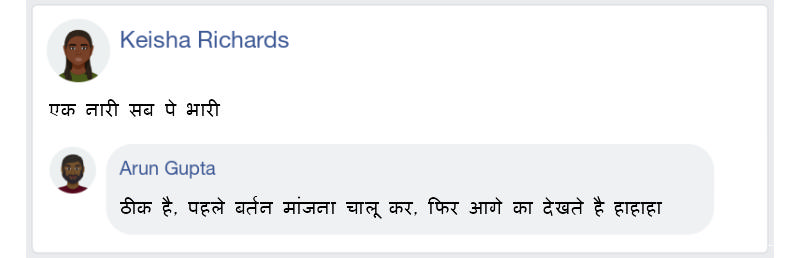 Keisha Richards
एक नारी सब पे भारी
Arun Gupta
ठीक है, पहले बर्तन मांजना चालू कर, फिर आगे का देखते है हाहाहा